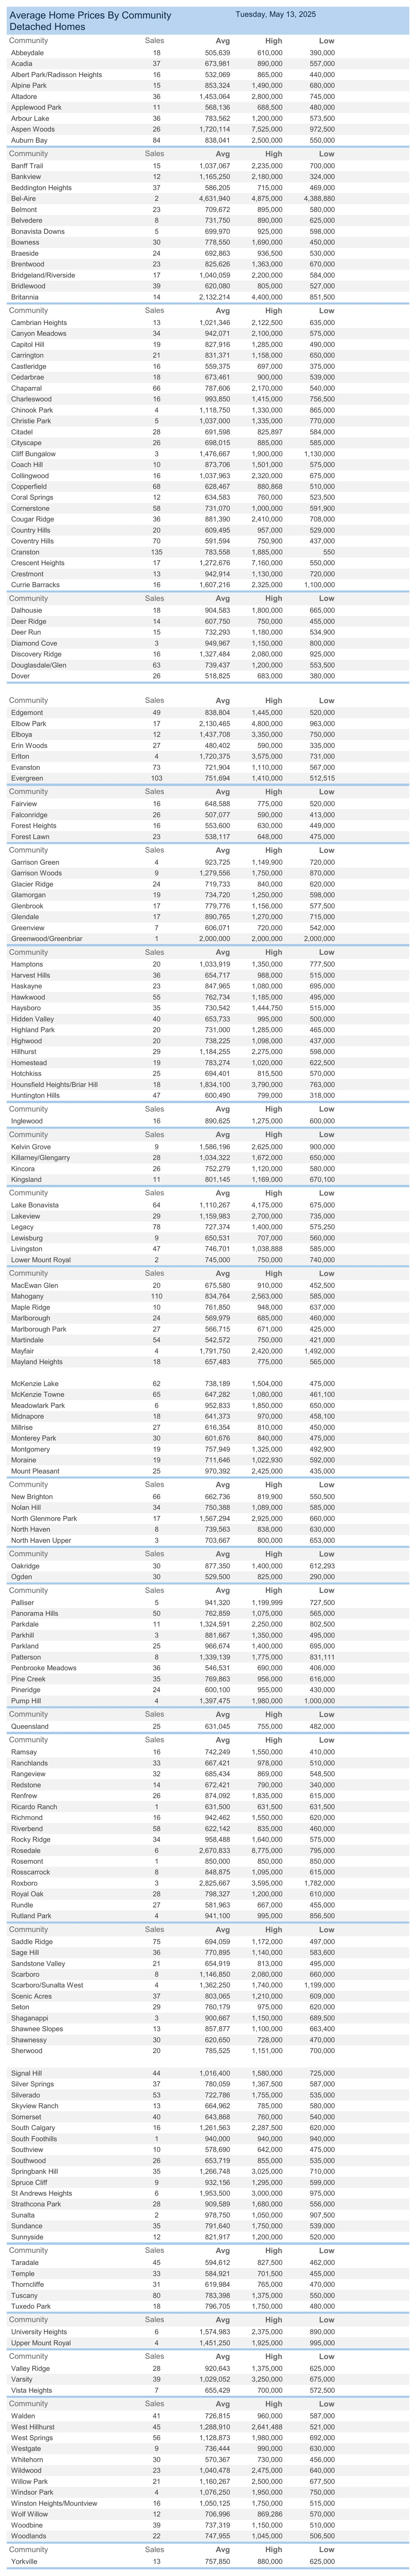 Average Home Prices By Community Tuesday, May 13, 2025
Detached Homes
Community Sales Avg High Low
Abbeydale 18 505,639 610,000 390,000
Acadia 37 673,981 890,000 557,000
Albert Park/Radisson Heights 16 532,069 865,000 440,000
Alpine Park 15 853,324 1,490,000 680,000
Altadore 36 1,453,064 2,800,000 745,000
Applewood Park 11 568,136 688,500 480,000
Arbour Lake 36 783,562 1,200,000 573,500
Aspen Woods 26 1,720,114 7,525,000 972,500
Auburn Bay 84 838,041 2,500,000 550,000
Community Sales Avg High Low
Banff Trail 15 1,037,067 2,235,000 700,000
Bankview 12 1,165,250 2,180,000 324,000
Beddington Heights 37 586,205 715,000 469,000
Bel-Aire 2 4,631,940 4,875,000 4,388,880
Belmont 23 709,672 895,000 580,000
Belvedere 8 731,750 890,000 625,000
Bonavista Downs 5 699,970 925,000 598,000
Bowness 30 778,550 1,690,000 450,000
Braeside 24 692,863 936,500 530,000
Brentwood 23 825,626 1,363,000 670,000
Bridgeland/Riverside 17 1,040,059 2,200,000 584,000
Bridlewood 39 620,080 805,000 527,000
Britannia 14 2,132,214 4,400,000 851,500
Community Sales Avg High Low
Cambrian Heights 13 1,021,346 2,122,500 635,000
Canyon Meadows 34 942,071 2,100,000 575,000
Capitol Hill 19 827,916 1,285,000 490,000
Carrington 21 831,371 1,158,000 650,000
Castleridge 16 559,375 697,000 375,000
Cedarbrae 18 673,461 900,000 539,000
Chaparral 66 787,606 2,170,000 540,000
Charleswood 16 993,850 1,415,000 756,500
Chinook Park 4 1,118,750 1,330,000 865,000
Christie Park 5 1,037,000 1,335,000 770,000
Citadel 28 691,598 825,897 584,000
Cityscape 26 698,015 885,000 585,000
Cliff Bungalow 3 1,476,667 1,900,000 1,130,000
Coach Hill 10 873,706 1,501,000 575,000
Collingwood 16 1,037,963 2,320,000 675,000
Copperfield 68 628,467 880,868 510,000
Coral Springs 12 634,583 760,000 523,500
Cornerstone 58 731,070 1,000,000 591,900
Cougar Ridge 36 881,390 2,410,000 708,000
Country Hills 20 609,495 957,000 529,000
Coventry Hills 70 591,594 750,900 437,000
Cranston 135 783,558 1,885,000 550
Crescent Heights 17 1,272,676 7,160,000 550,000
Crestmont 13 942,914 1,130,000 720,000
Currie Barracks 16 1,607,216 2,325,000 1,100,000
Community Sales Avg High Low
Dalhousie 18 904,583 1,800,000 665,000
Deer Ridge 14 607,750 750,000 455,000
Deer Run 15 732,293 1,180,000 534,900
Diamond Cove 3 949,967 1,150,000 800,000
Discovery Ridge 16 1,327,484 2,080,000 925,000
Douglasdale/Glen 63 739,437 1,200,000 553,500
Dover 26 518,825 683,000 380,000
Community Sales Avg High Low
Edgemont 49 838,804 1,445,000 520,000
Elbow Park 17 2,130,465 4,800,000 963,000
Elboya 12 1,437,708 3,350,000 750,000
Erin Woods 27 480,402 590,000 335,000
Erlton 4 1,720,375 3,575,000 731,000
Evanston 73 721,904 1,110,000 567,000
Evergreen 103 751,694 1,410,000 512,515
Community Sales Avg High Low
Fairview 16 648,588 775,000 520,000
Falconridge 26 507,077 590,000 413,000
Forest Heights 16 553,600 630,000 449,000
Forest Lawn 23 538,117 648,000 475,000
Community Sales Avg High Low
Garrison Green 4 923,725 1,149,900 720,000
Garrison Woods 9 1,279,556 1,750,000 870,000
Glacier Ridge 24 719,733 840,000 620,000
Glamorgan 19 734,720 1,250,000 598,000
Glenbrook 17 779,776 1,156,000 577,500
Glendale 17 890,765 1,270,000 715,000
Greenview 7 606,071 720,000 542,000
Greenwood/Greenbriar 1 2,000,000 2,000,000 2,000,000
Community Sales Avg High Low
Hamptons 20 1,033,919 1,350,000 777,500
Harvest Hills 36 654,717 988,000 515,000
Haskayne 23 847,965 1,080,000 695,000
Hawkwood 55 762,734 1,185,000 495,000
Haysboro 35 730,542 1,444,750 515,000
Hidden Valley 40 653,733 995,000 500,000
Highland Park 20 731,000 1,285,000 465,000
Highwood 20 738,225 1,098,000 437,000
Hillhurst 29 1,184,255 2,275,000 598,000
Homestead 19 783,274 1,020,000 622,500
Hotchkiss 25 694,401 815,500 570,000
Hounsfield Heights/Briar Hill 18 1,834,100 3,790,000 763,000
Huntington Hills 47 600,490 799,000 318,000
Community Sales Avg High Low
Inglewood 16 890,625 1,275,000 600,000
Community Sales Avg High Low
Kelvin Grove 9 1,586,196 2,625,000 900,000
Killarney/Glengarry 28 1,034,322 1,672,000 650,000
Kincora 26 752,279 1,120,000 580,000
Kingsland 11 801,145 1,169,000 670,100
Community Sales Avg High Low
Lake Bonavista 64 1,110,267 4,175,000 675,000
Lakeview 29 1,159,983 2,700,000 735,000
Legacy 78 727,374 1,400,000 575,250
Lewisburg 9 650,531 707,000 560,000
Livingston 47 746,701 1,038,888 585,000
Lower Mount Royal 2 745,000 750,000 740,000
Community Sales Avg High Low
MacEwan Glen 20 675,580 910,000 452,500
Mahogany 110 834,764 2,563,000 585,000
Maple Ridge 10 761,850 948,000 637,000
Marlborough 24 569,979 685,000 460,000
Marlborough Park 27 566,715 671,000 425,000
Martindale 54 542,572 750,000 421,000
Mayfair 4 1,791,750 2,420,000 1,492,000
Mayland Heights 18 657,483 775,000 565,000
McKenzie Lake 62 738,189 1,504,000 475,000
McKenzie Towne 65 647,282 1,080,000 461,100
Meadowlark Park 6 952,833 1,850,000 650,000
Midnapore 18 641,373 970,000 458,100
Millrise 27 616,354 810,000 450,000
Monterey Park 30 601,676 840,000 475,000
Montgomery 19 757,949 1,325,000 492,900
Moraine 19 711,646 1,022,930 592,000
Mount Pleasant 25 970,392 2,425,000 435,000
Community Sales Avg High Low
New Brighton 66 662,736 819,900 550,500
Nolan Hill 34 750,388 1,089,000 585,000
North Glenmore Park 17 1,567,294 2,925,000 660,000
North Haven 8 739,563 838,000 630,000
North Haven Upper 3 703,667 800,000 653,000
Community Sales Avg High Low
Oakridge 30 877,350 1,400,000 612,293
Ogden 30 529,500 825,000 290,000
Community Sales Avg High Low
Palliser 5 941,320 1,199,999 727,500
Panorama Hills 50 762,859 1,075,000 565,000
Parkdale 11 1,324,591 2,250,000 802,500
Parkhill 3 881,667 1,350,000 495,000
Parkland 25 966,674 1,400,000 695,000
Patterson 8 1,339,139 1,775,000 831,111
Penbrooke Meadows 36 546,531 690,000 406,000
Pine Creek 35 769,863 956,000 616,000
Pineridge 24 600,100 955,000 430,000
Pump Hill 4 1,397,475 1,980,000 1,000,000
Community Sales Avg High Low
Queensland 25 631,045 755,000 482,000
Community Sales Avg High Low
Ramsay 16 742,249 1,550,000 410,000
Ranchlands 33 667,421 978,000 510,000
Rangeview 32 685,434 869,000 548,500
Redstone 14 672,421 790,000 340,000
Renfrew 26 874,092 1,835,000 615,000
Ricardo Ranch 1 631,500 631,500 631,500
Richmond 16 942,462 1,550,000 620,000
Riverbend 58 622,142 835,000 460,000
Rocky Ridge 34 958,488 1,640,000 575,000
Rosedale 6 2,670,833 8,775,000 795,000
Rosemont 1 850,000 850,000 850,000
Rosscarrock 8 848,875 1,095,000 615,000
Roxboro 3 2,825,667 3,595,000 1,782,000
Royal Oak 28 798,327 1,200,000 610,000
Rundle 27 581,963 667,000 455,000
Rutland Park 4 941,100 995,000 856,500
Community Sales Avg High Low
Saddle Ridge 75 694,059 1,172,000 497,000
Sage Hill 36 770,895 1,140,000 583,600
Sandstone Valley 21 654,919 813,000 495,000
Scarboro 8 1,146,850 2,080,000 660,000
Scarboro/Sunalta West 4 1,362,250 1,740,000 1,199,000
Scenic Acres 37 803,065 1,210,000 609,000
Seton 29 760,179 975,000 620,000
Shaganappi 3 900,667 1,150,000 689,500
Shawnee Slopes 13 857,877 1,100,000 663,400
Shawnessy 30 620,650 728,000 470,000
Sherwood 20 785,525 1,151,000 700,000
Signal Hill 44 1,016,400 1,580,000 725,000
Silver Springs 37 780,059 1,367,500 587,000
Silverado 53 722,786 1,755,000 535,000
Skyview Ranch 13 664,962 785,000 580,000
Somerset 40 643,868 760,000 540,000
South Calgary 16 1,261,563 2,287,500 620,000
South Foothills 1 940,000 940,000 940,000
Southview 10 578,690 642,000 475,000
Southwood 26 653,719 855,000 535,000
Springbank Hill 35 1,266,748 3,025,000 710,000
Spruce Cliff 9 932,156 1,295,000 599,000
St Andrews Heights 6 1,953,500 3,000,000 975,000
Strathcona Park 28 909,589 1,680,000 556,000
Sunalta 2 978,750 1,050,000 907,500
Sundance 35 791,640 1,750,000 539,000
Sunnyside 12 821,917 1,200,000 520,000
Community Sales Avg High Low
Taradale 45 594,612 827,500 462,000
Temple 33 584,921 701,500 455,000
Thorncliffe 31 619,984 765,000 470,000
Tuscany 80 783,398 1,375,000 550,000
Tuxedo Park 18 796,705 1,750,000 480,000
Community Sales Avg High Low
University Heights 6 1,574,983 2,375,000 890,000
Upper Mount Royal 4 1,451,250 1,925,000 995,000
Community Sales Avg High Low
Valley Ridge 28 920,643 1,375,000 625,000
Varsity 39 1,029,052 3,250,000 675,000
Vista Heights 7 655,429 700,000 572,500
Community Sales Avg High Low
Walden 41 726,815 960,000 587,000
West Hillhurst 45 1,288,910 2,641,488 521,000
West Springs 56 1,128,873 1,980,000 692,000
Westgate 9 736,444 990,000 630,000
Whitehorn 30 570,367 730,000 456,000
Wildwood 23 1,040,478 2,475,000 640,000
Willow Park 21 1,160,267 2,500,000 677,500
Windsor Park 4 1,076,250 1,950,000 750,000
Winston Heights/Mountview 16 1,050,125 1,750,000 515,000
Wolf Willow 12 706,996 869,286 570,000
Woodbine 39 737,319 1,150,000 510,000
Woodlands 22 747,955 1,045,000 506,500
Community Sales Avg High Low
Yorkville 13 757,850 880,000 625,000